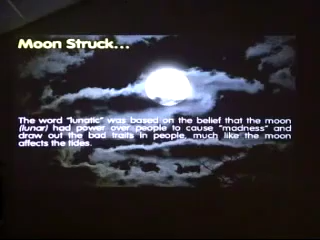 Moon Struck...
The word "lunatic" was based on the belief that the moon
(lunar) had power over people to cause "madness" and
draw out the bad traits in people, much like the moon
affects the tides.